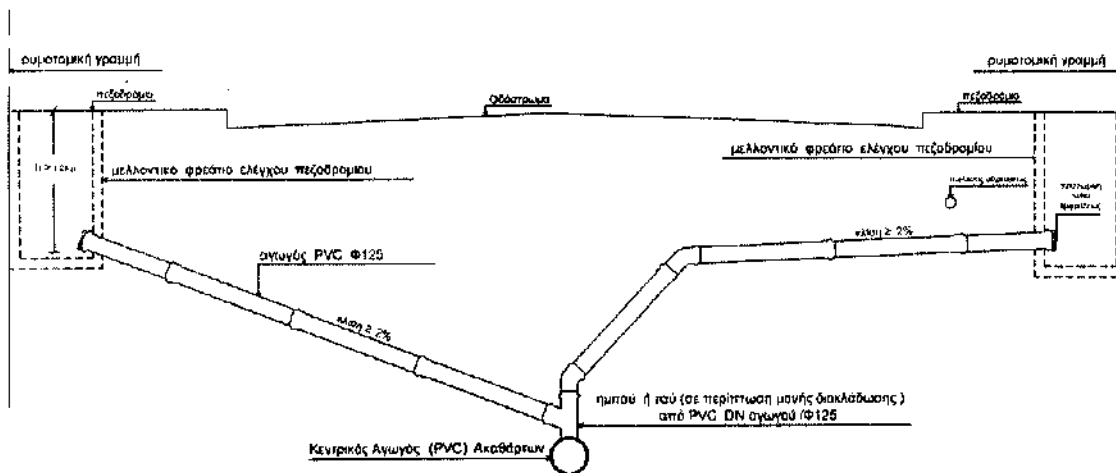 ρυμοτομική γραμμή
ρυμοτομική γραμμή
πεζοδρόμιο
Οδόστρωμα
πεζοδρόμιο
μελλοντικό φρεάτιο ελέγχου πεζοδρομίου
μελλοντικό φρεάτιο ελέγχου πεζοδρομίου
κλίση ≥ 2%
αγωγός PVC Φ125
κλίση ≥ 2%
ημιταύ ή ταύ (σε περίπτωση μονής διακλάδωσης )
από PVC DN αγωγού /Φ125
Κεντρικός Αγωγός (PVC) Ακαθάρτων